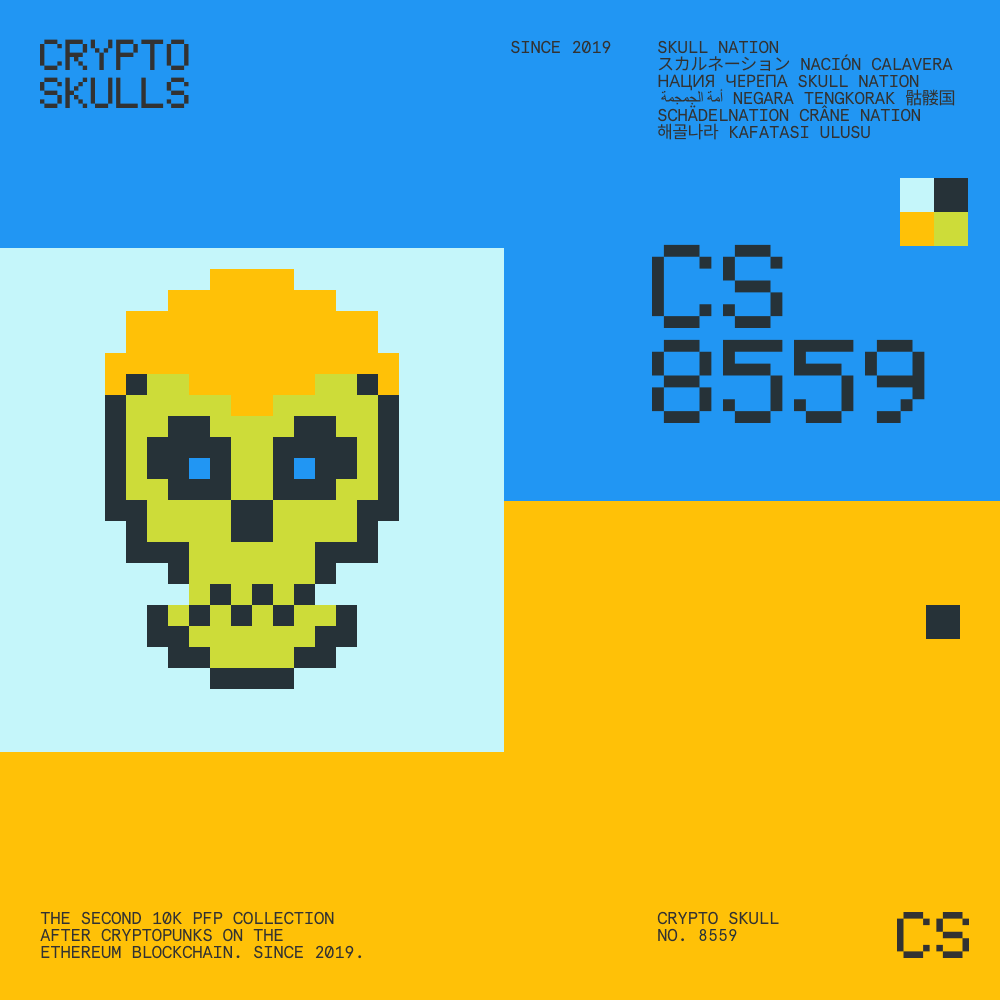 CRYPTO
SKULLS
SINCE 2019
SKULL NATION
スカルネーション NACIÓN CALAVERA
НАЦИЯ ЧЕРЕПА SKULL NATION
أمة الجمجمة NEGARA TENGKORAK 骷髅国
SCHÄDELNATION CRÂNE NATION
해골나라 KAFATASI ULUSU
CS
8559
THE SECOND 10K PFP COLLECTION
AFTER CRYPTOPUNKS ON THE
ETHEREUM BLOCKCHAIN. SINCE 2019.
CRYPTO SKULL
NO. 8559
CS